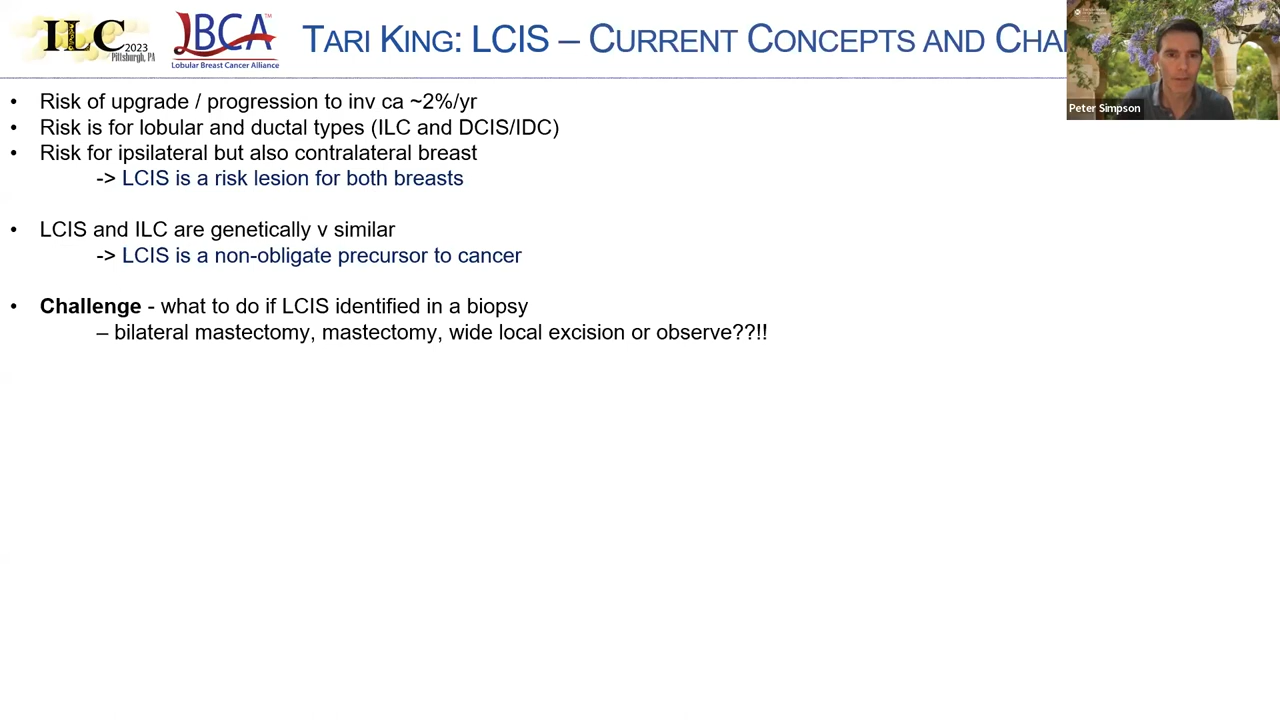 ILC 2023
Pittsburgh, PA
LBCA™
Lobular Breast Cancer Alliance
TARI KING: LCIS – CURRENT CONCEPTS AND CHA
Peter Simpson
• Risk of upgrade / progression to inv ca ~2%/yr
• Risk is for lobular and ductal types (ILC and DCIS/IDC)
• Risk for ipsilateral but also contralateral breast
-> LCIS is a risk lesion for both breasts
• LCIS and ILC are genetically v similar
-> LCIS is a non-obligate precursor to cancer
• Challenge - what to do if LCIS identified in a biopsy
– bilateral mastectomy, mastectomy, wide local excision or observe??!!